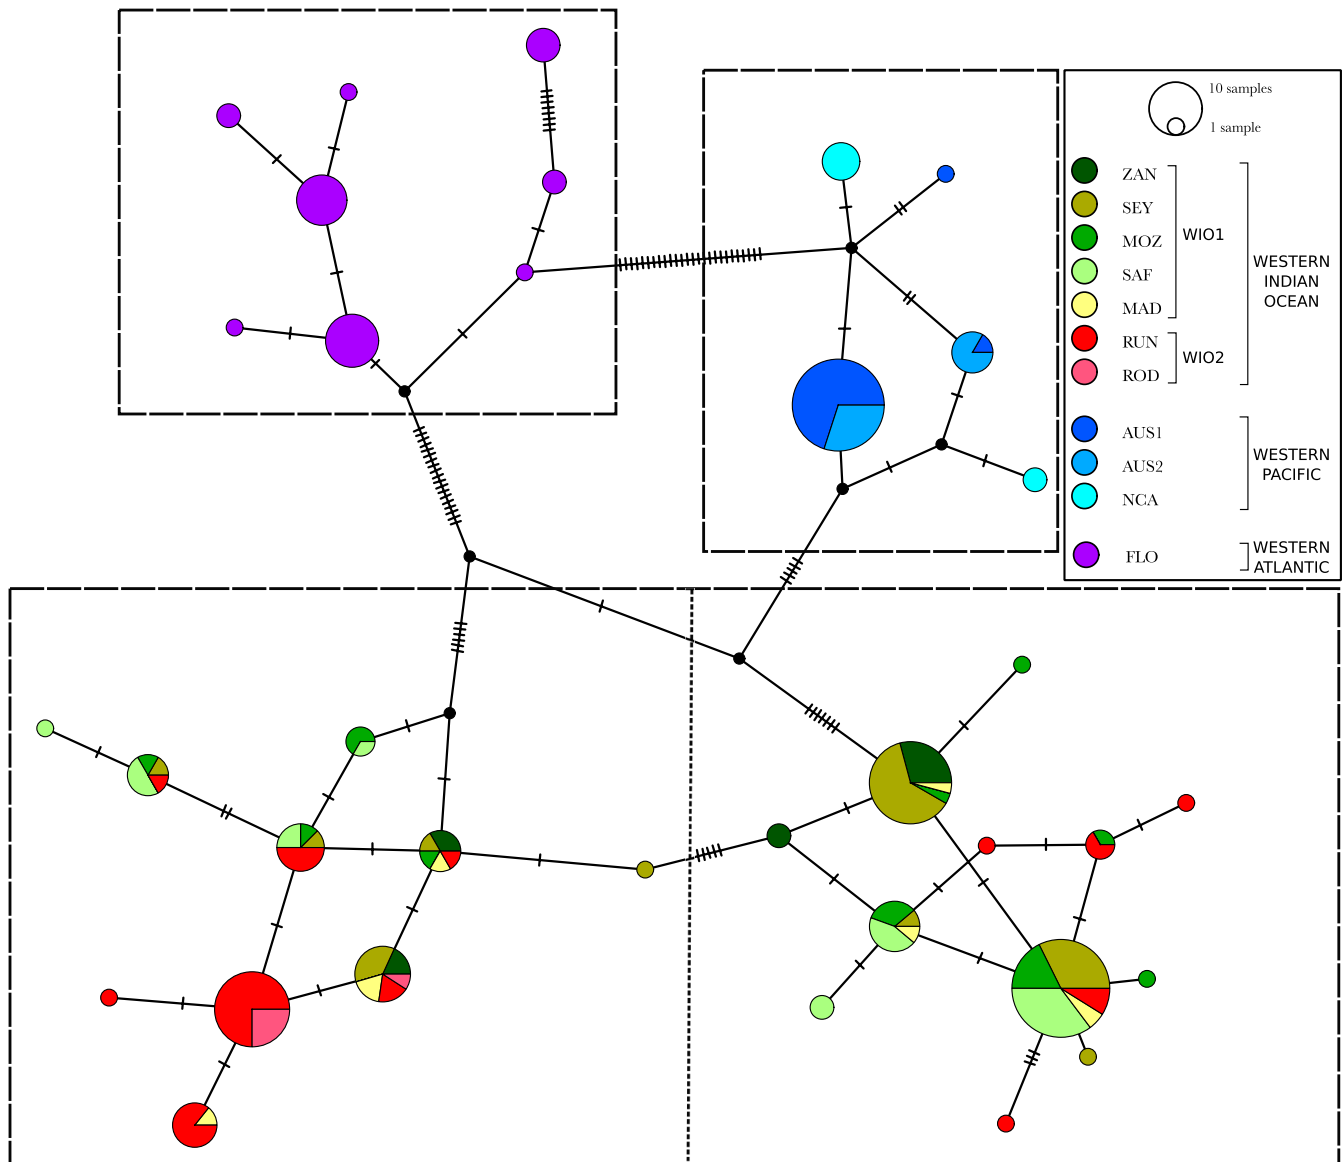 10 samples
1 sample
ZAN
SEY
MOZ
WIO1
SAF
MAD
WESTERN
INDIAN
OCEAN
RUN
WIO2
ROD
AUS1
AUS2
NCA
WESTERN
PACIFIC
FLO
WESTERN
ATLANTIC